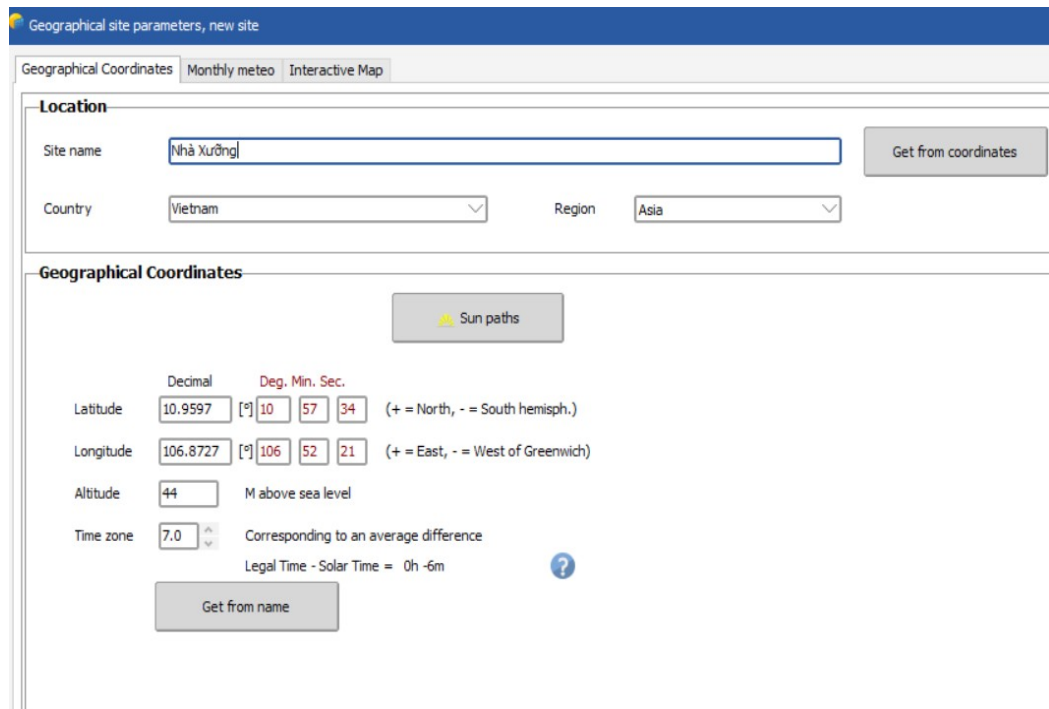 Geographical site parameters, new site
Geographical Coordinates Monthly meteo Interactive Map
Location
Site name Nhà Xưỡng Get from coordinates
Country Vietnam Region Asia
Geographical Coordinates
Sun paths
Decimal Deg. Min. Sec.
Latitude 10.9597 [°] 10 57 34 (+ = North, - = South hemisph.)
Longitude 106.8727 [°] 106 52 21 (+ = East, - = West of Greenwich)
Altitude 44 M above sea level
Time zone 7.0 Corresponding to an average difference
Legal Time - Solar Time = 0h -6m ?
Get from name